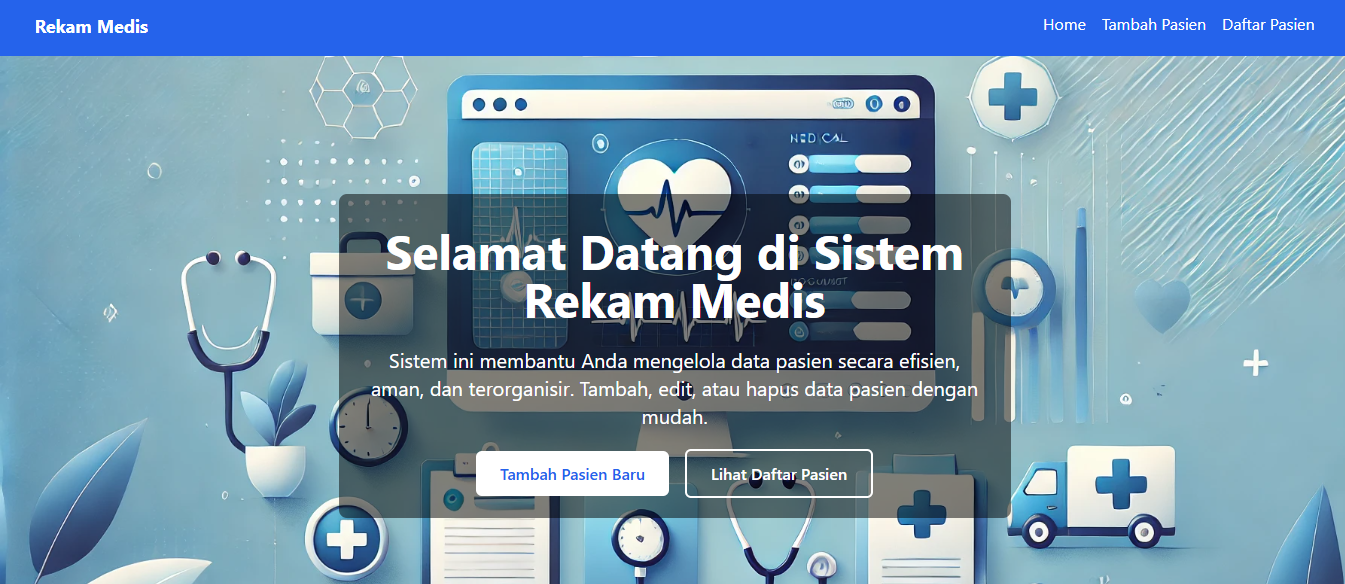 Rekam Medis
Home Tambah Pasien Daftar Pasien
Selamat Datang di Sistem
Rekam Medis
Sistem ini membantu Anda mengelola data pasien secara efisien,
aman, dan terorganisir. Tambah, edit, atau hapus data pasien dengan
mudah.
Tambah Pasien Baru
Lihat Daftar Pasien